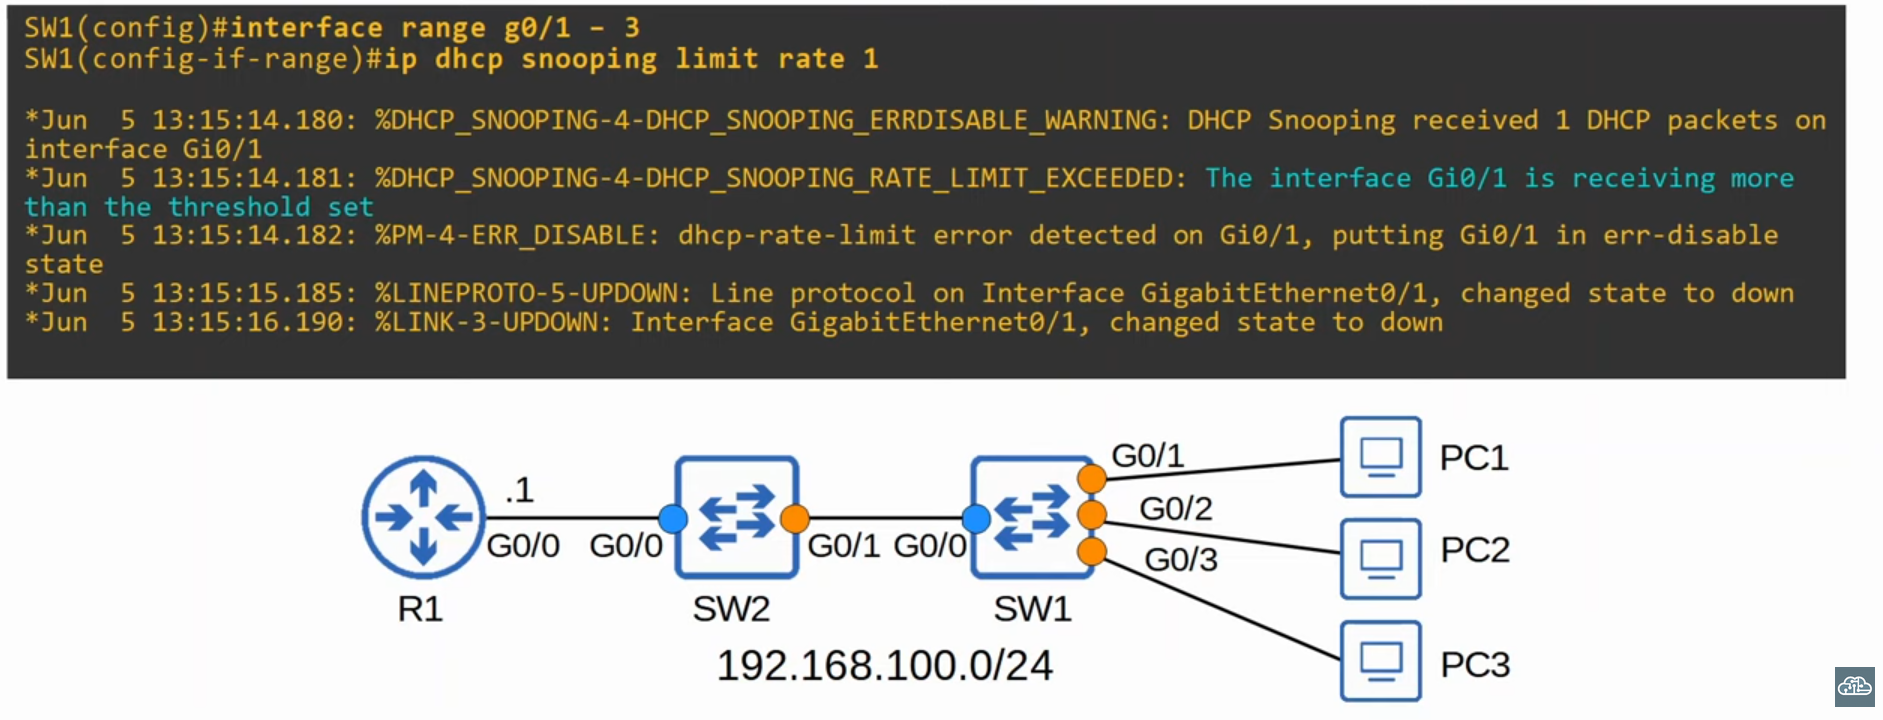 SW1(config)#interface range g0/1 – 3
SW1(config-if-range)#ip dhcp snooping limit rate 1
*Jun  5 13:15:14.180: %DHCP_SNOOPING-4-DHCP_SNOOPING_ERRDISABLE_WARNING: DHCP Snooping received 1 DHCP packets on
interface Gi0/1
*Jun  5 13:15:14.181: %DHCP_SNOOPING-4-DHCP_SNOOPING_RATE_LIMIT_EXCEEDED: The interface Gi0/1 is receiving more
than the threshold set
*Jun  5 13:15:14.182: %PM-4-ERR_DISABLE: dhcp-rate-limit error detected on Gi0/1, putting Gi0/1 in err-disable
state
*Jun  5 13:15:15.185: %LINEPROTO-5-UPDOWN: Line protocol on Interface GigabitEthernet0/1, changed state to down
*Jun  5 13:15:16.190: %LINK-3-UPDOWN: Interface GigabitEthernet0/1, changed state to down
G0/1
PC1
.1
G0/2
G0/0
G0/0
G0/1
G0/0
PC2
G0/3
R1
SW2
SW1
192.168.100.0/24
PC3